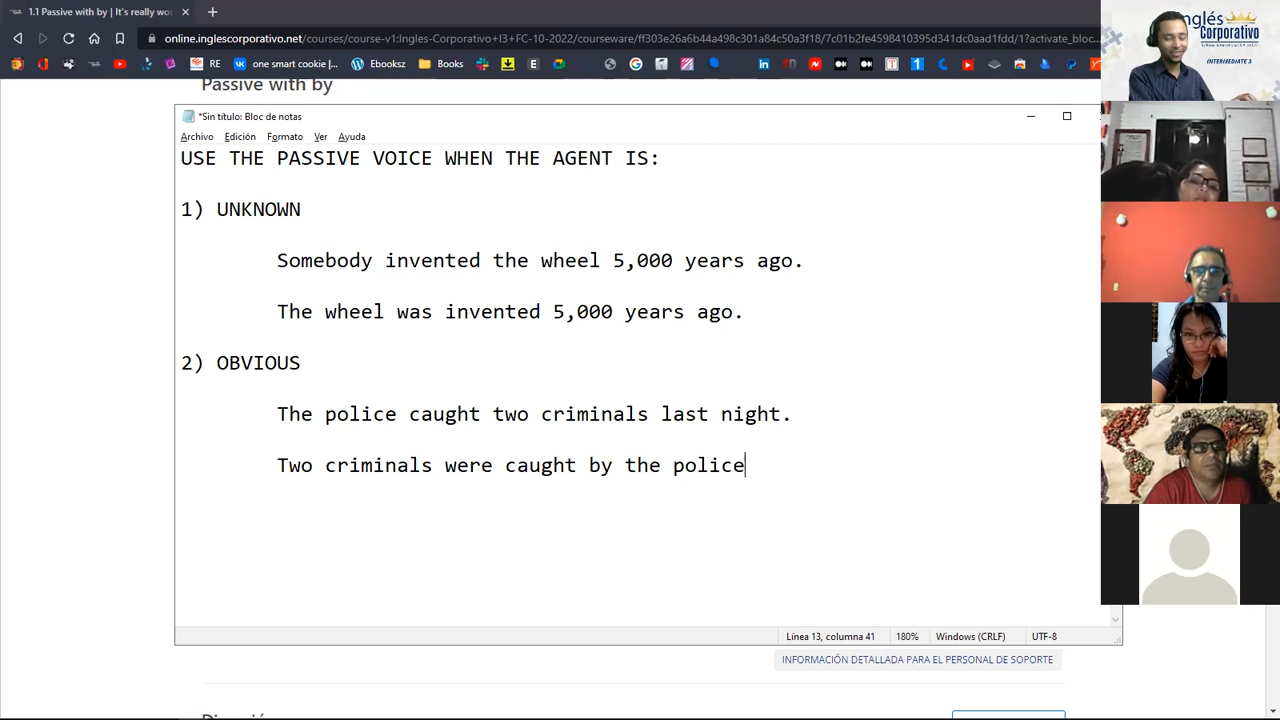 1.1 Passive with by | It's really wo
online.inglescorporativo.net/courses/course-v1:Ingles-Corporativo+I3+FC-ago2022/courseware/ff303e26a6b44a498c301a84c50a3f18/7c01b2fe4598410395d341dc0aad1fdd/1?activate_bloc
RE
one smart cookie |...
Ebooksz
Book
Inglés
Corporativo
INTERMEDIATE 3
Passive with by
*Sin título: Bloc de notas
Archivo Edición Formato Ver Ayuda
USE THE PASSIVE VOICE WHEN THE AGENT IS:
1) UNKNOWN
Somebody invented the wheel 5,000 years ago.
The wheel was invented 5,000 years ago.
2) OBVIOUS
The police caught two criminals last night.
Two criminals were caught by the police
Línea 13, columna 41 180% Windows (CRLF) UTF-8
INFORMACIÓN DETALLADA PARA EL PERSONAL DE SOPORTE